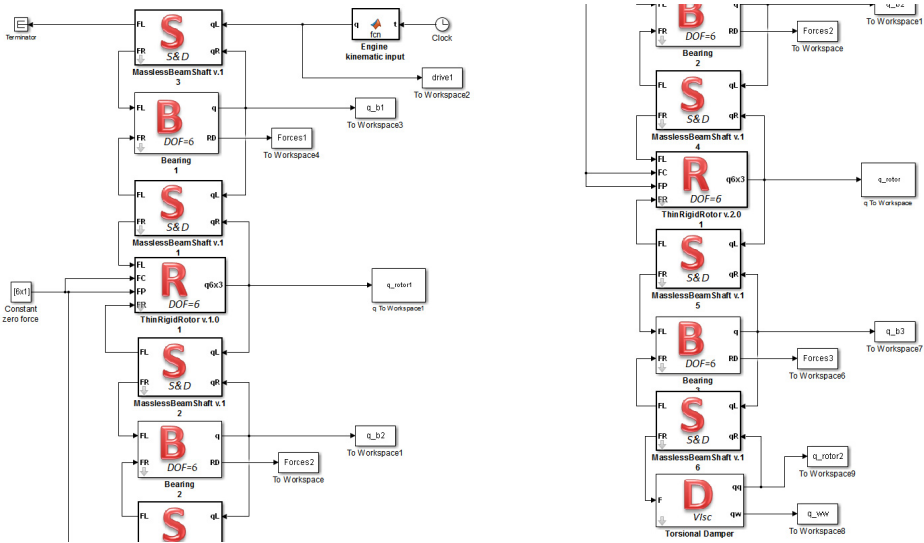 FL
S
qL
FR
S&D
qR
MasslessBeamShaft v.1
3
Terminator
q
fcn
t
Engine
kinematic input
Clock
drive1
To Workspace2
FL
B
q
FR
DOF=6
RD
Bearing
1
q_b1
To Workspace3
Forces1
To Workspace4
FL
S
qL
FR
S&D
qR
MasslessBeamShaft v.1
1
[6x1]
Constant
zero force
FL
FC
FP
FR
R
DOF=6
q6x3
ThinRigidRotor v.1.0
1
q_rotor1
q To Workspace1
FL
S
qL
FR
S&D
qR
MasslessBeamShaft v.1
2
FL
B
q
FR
DOF=6
RD
Bearing
2
q_b2
To Workspace1
Forces2
To Workspace
FL
S
qL
B
FR
DOF=6
RD
Bearing
2
To Workspace1
Forces2
To Workspace
FL
S
qL
FR
S&D
qR
MasslessBeamShaft v.1
4
FL
FC
FP
FR
R
DOF=6
q6x3
ThinRigidRotor v.2.0
1
q_rotor
q To Workspace
FL
S
qL
FR
S&D
qR
MasslessBeamShaft v.1
5
FL
B
q
FR
DOF=6
RD
Bearing
q_b3
To Workspace7
Forces3
To Workspace6
FL
S
qL
FR
S&D
qR
MasslessBeamShaft v.1
6
F
D
Visc
qq
qw
Torsional Damper
q_rotor2
To Workspace9
q_ww
To Workspace8